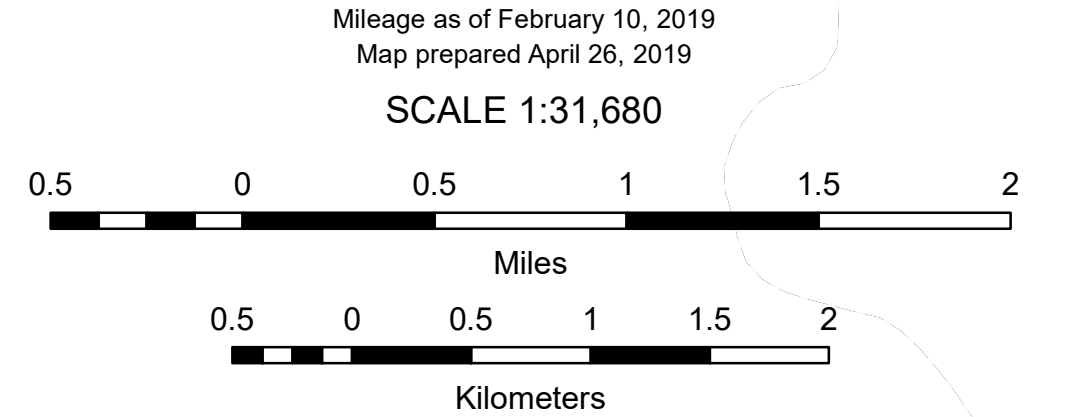 Mileage as of February 10, 2019
Map prepared April 26, 2019
SCALE 1:31,680
0.5 0 0.5 1 1.5 2
Miles
0.5 0 0.5 1 1.5 2
Kilometers